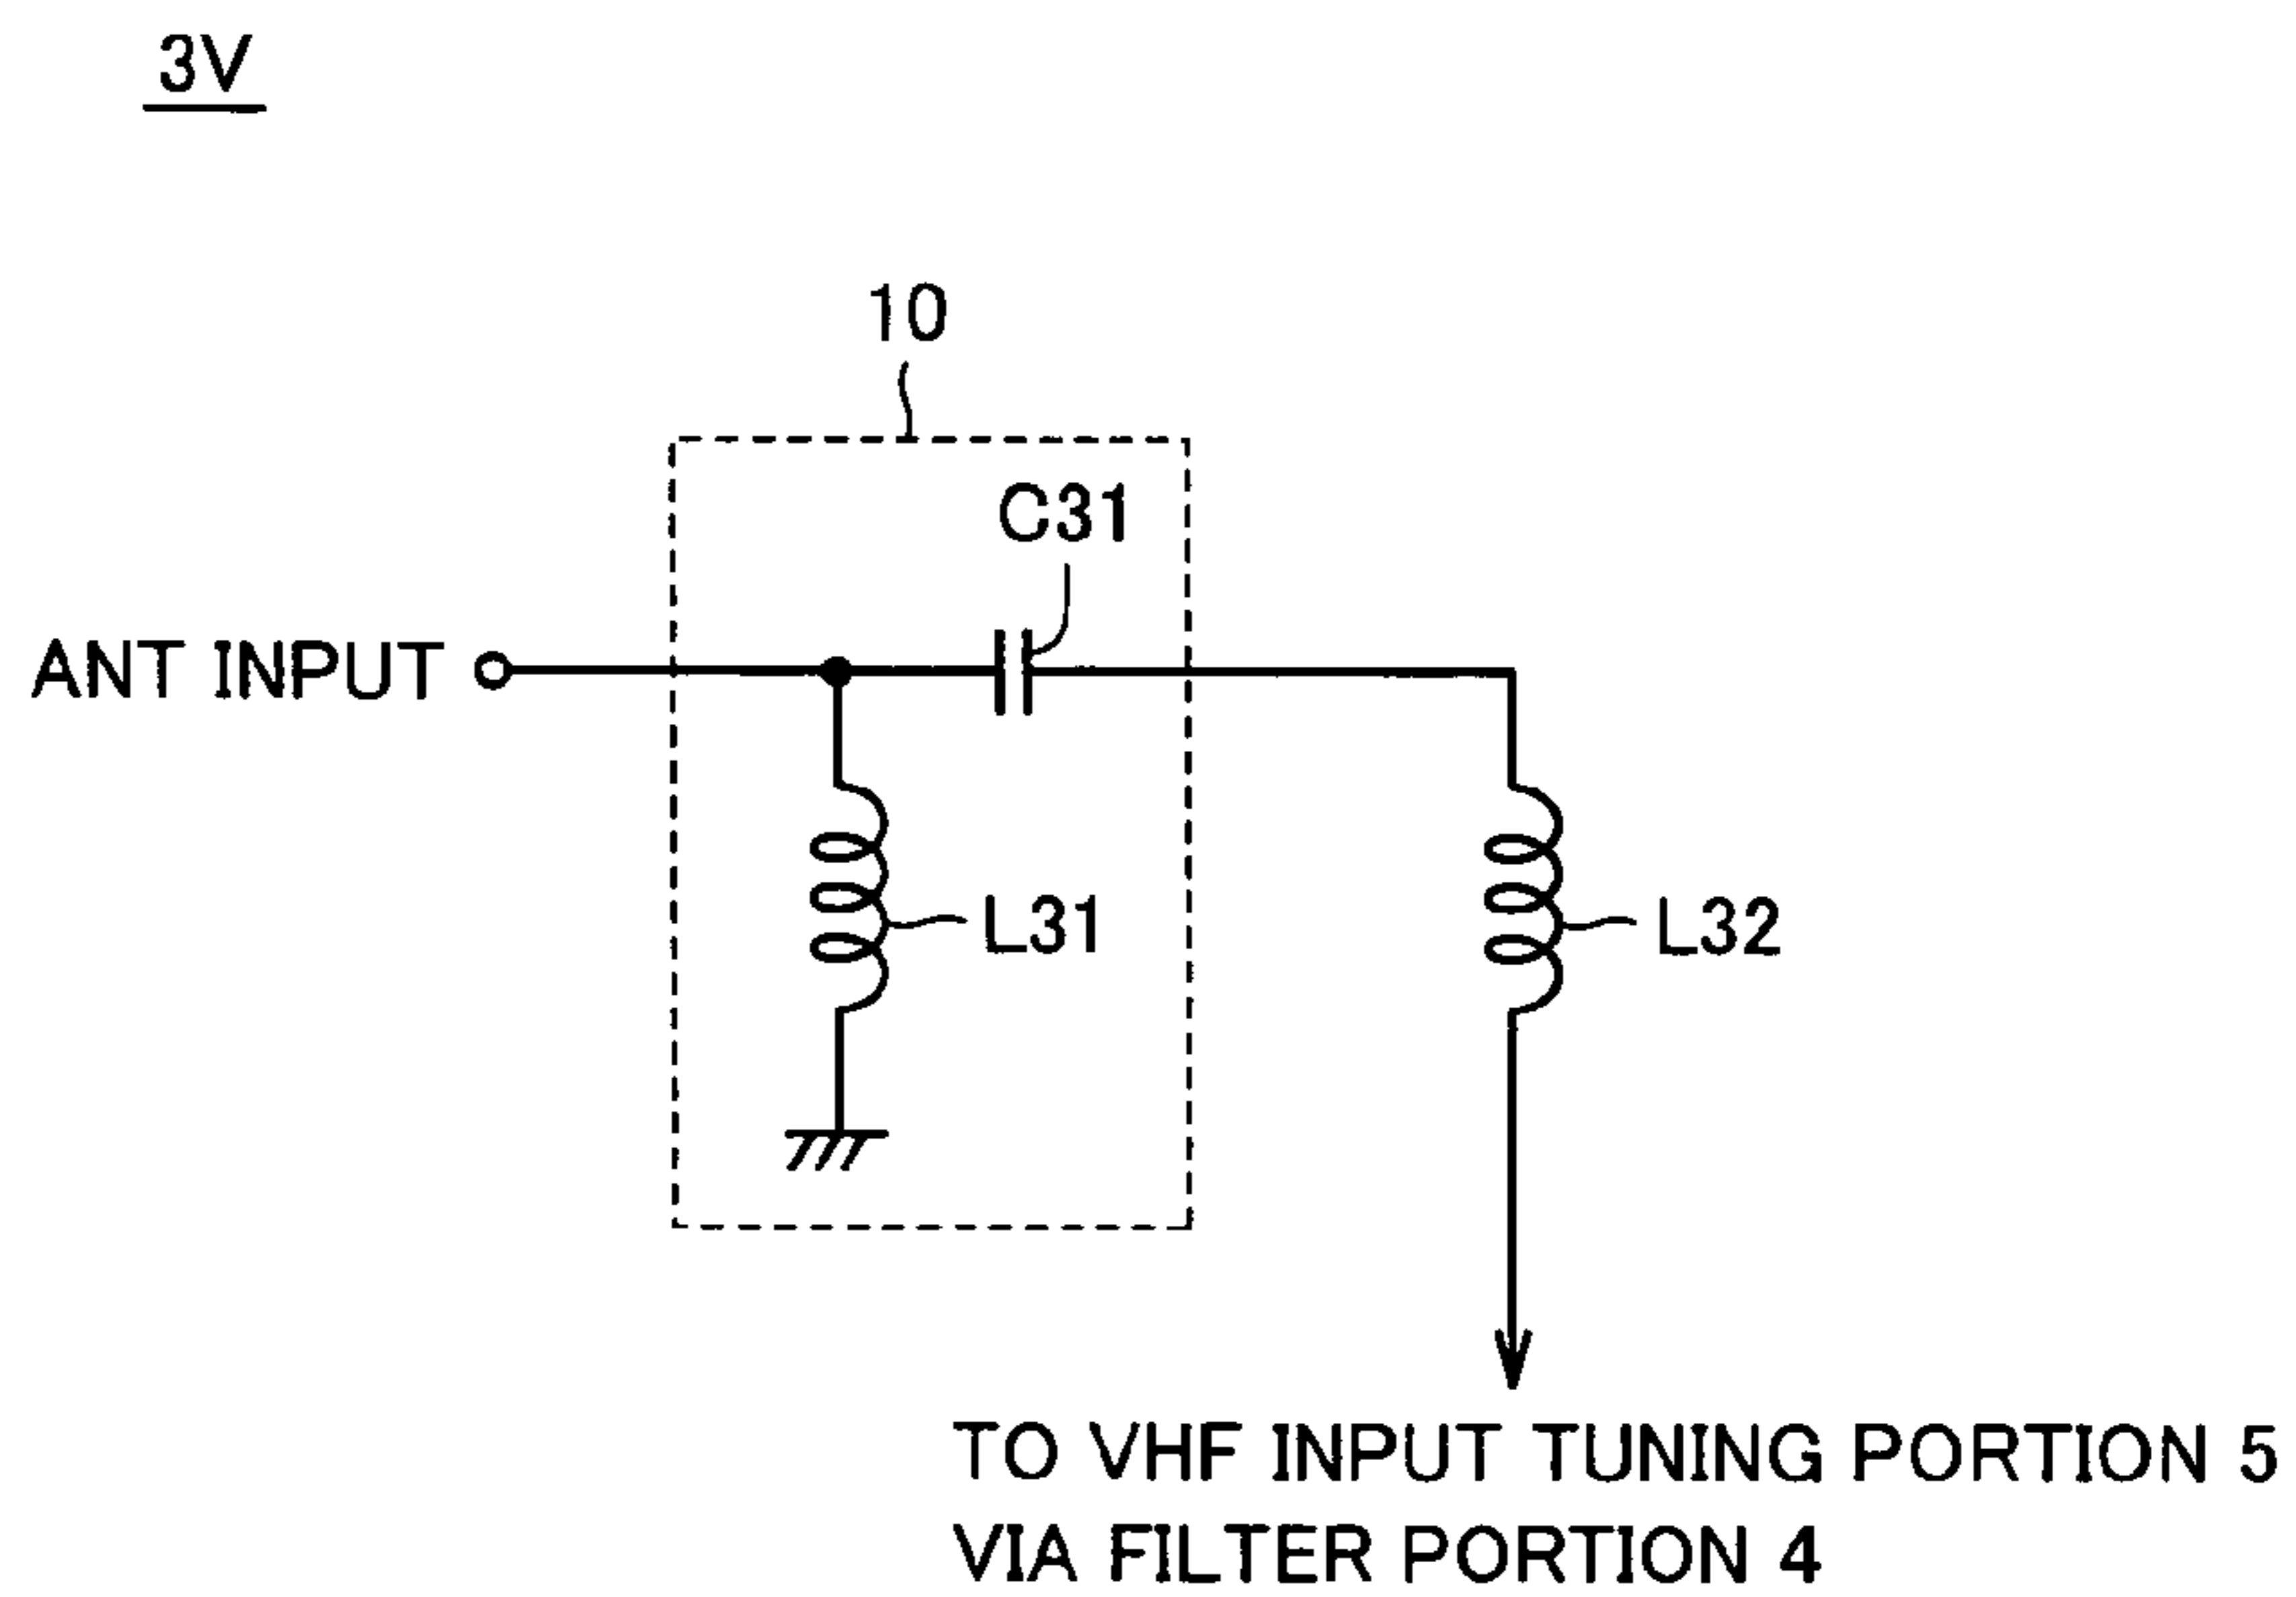 3V
10
C31
ANT INPUT
L31
L32
TO VHF INPUT TUNING PORTION 5
VIA FILTER PORTION 4